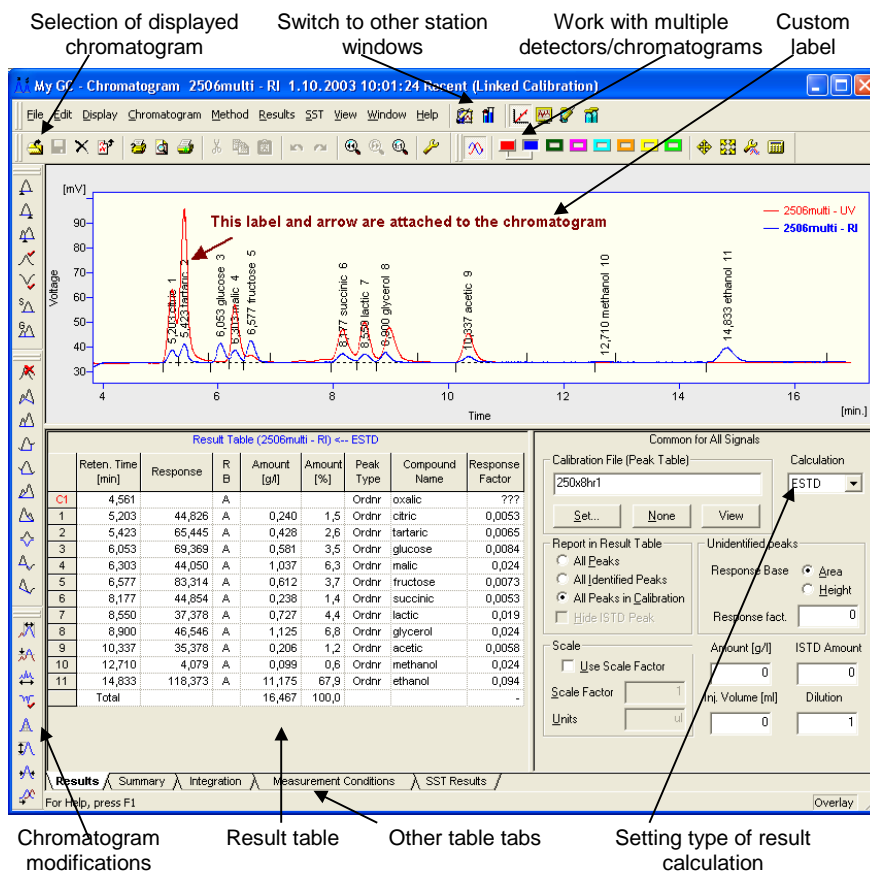 Selection of displayed
chromatogram
Switch to other station
windows
Work with multiple
detectors/chromatograms
Custom
label
My GC - Chromatogram 2506multi - RI 1.10.2003 10:01:24 Recent (Linked Calibration)
File Edit Display Chromatogram Method Results SST View Window Help
[mV]
This label and arrow are attached to the chromatogram
2506multi - UV
2506multi - RI
Voltage
90
80
70
60
50
40
30
5,203 citric 1
5,423 tartaric 2
6,053 glucose 3
6,303 malic 4
6,577 fructose 5
8,177 succinic 6
8,550 lactic 7
8,900 glycerol 8
10,337 acetic 9
12,710 methanol 10
14,833 ethanol 11
4 6 8 10 12 14 16
Time
[min.]
Result Table (2506multi - RI) <-- ESTD
Reten. Time [min] Response R B Amount [g/l] Amount [%] Peak Type Compound Name Response Factor
C1 4,561 A Ordnr oxalic ???
1 5,203 44,826 A 0,240 1,5 Ordnr citric 0,0053
2 5,423 65,445 A 0,428 2,6 Ordnr tartaric 0,0065
3 6,053 69,369 A 0,581 3,5 Ordnr glucose 0,0084
4 6,303 44,050 A 1,037 6,3 Ordnr malic 0,024
5 6,577 83,314 A 0,612 3,7 Ordnr fructose 0,0073
6 8,177 44,854 A 0,238 1,4 Ordnr succinic 0,0053
7 8,550 37,378 A 0,727 4,4 Ordnr lactic 0,019
8 8,900 46,546 A 1,125 6,8 Ordnr glycerol 0,024
9 10,337 35,378 A 0,206 1,2 Ordnr acetic 0,0058
10 12,710 4,079 A 0,099 0,6 Ordnr methanol 0,024
11 14,833 118,373 A 11,175 67,9 Ordnr ethanol 0,094
Total 16,467 100,0 -
Common for All Signals
Calibration File (Peak Table)
250x8hr1
Set... None View
Calculation
ESTD
Report in Result Table
All Peaks
All Identified Peaks
All Peaks in Calibration
Hide ISTD Peak
Unidentified peaks
Response Base
Area
Height
Response fact. 0
Scale
Use Scale Factor
Scale Factor 1
Units ul
Amount [g/l] ISTD Amount
0 0
Inj. Volume [ml] Dilution
0 1
Results Summary Integration Measurement Conditions SST Results
For Help, press F1
Overlay
Chromatogram
modifications
Result table
Other table tabs
Setting type of result
calculation